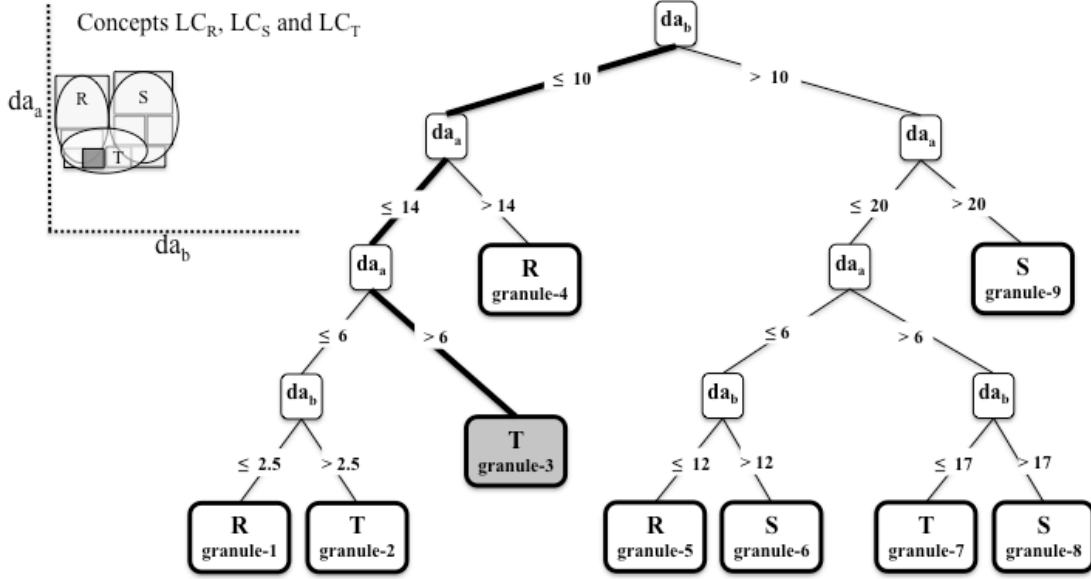 Concepts LC_R, LC_S and LC_T
da_a
R
S
T
da_b
da_b
≤ 10
> 10
da_a
da_a
≤ 14
> 14
≤ 20
> 20
da_a
R
granule-4
da_a
S
granule-9
≤ 6
> 6
≤ 6
> 6
da_b
T
granule-3
da_b
da_b
≤ 2.5
> 2.5
≤ 12
> 12
≤ 17
> 17
R
granule-1
T
granule-2
R
granule-5
S
granule-6
T
granule-7
S
granule-8